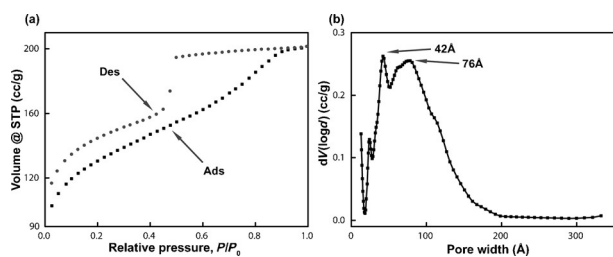 (a)
Volume @ STP (cc/g)
200
160
120
90
Des
Ads
0.0
0.2
0.4
0.6
0.8
1.0
Relative pressure, P/P₀
(b)
dV(logd) (cc/g)
0.3
0.2
0.1
0.0
42Å
76Å
0
100
200
300
Pore width (Å)